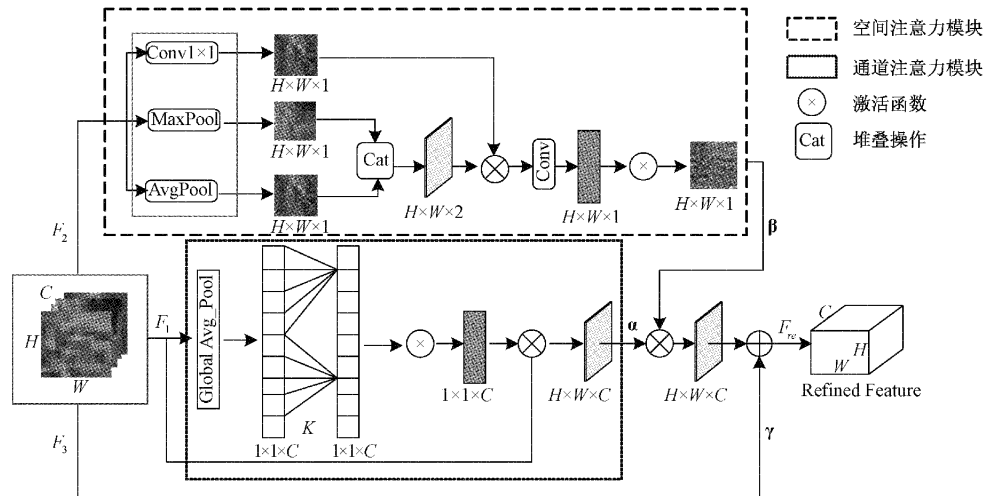 Conv1×1
H×W×1
MaxPool
H×W×1
AvgPool
H×W×1
Cat
H×W×2
Conv
H×W×1
H×W×1
空间注意力模块
通道注意力模块
激活函数
Cat
堆叠操作
F2
β
C
H
W
F1
F3
Global Avg_Pool
1×1×C
K
1×1×C
1×1×C
H×W×C
α
H×W×C
γ
Fre
C
H
W
Refined Feature